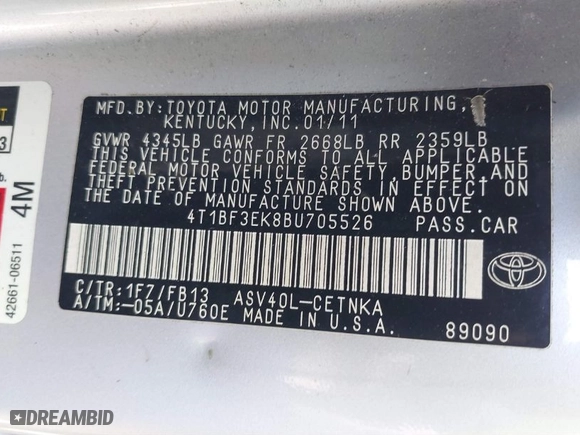 MFD.BY:TOYOTA MOTOR MANUFACTURING,
KENTUCKY, INC. 01/11
GVWR 4345LB GAWR FR 2668LB RR 2359LB
THIS VEHICLE CONFORMS TO ALL APPLICABLE
FEDERAL MOTOR VEHICLE SAFETY, BUMPER, AND
THEFT PREVENTION STANDARDS IN EFFECT ON
THE DATE OF MANUFACTURE SHOWN ABOVE.
4T1BF3EK8BU705526 PASS.CAR
C/TR:1F7/FB13 ASV40L-CETNKA
A/TM:-05A/U760E MADE IN U.S.A.
89090
TOYOTA
42661-06511
4M
3
DREAMBID